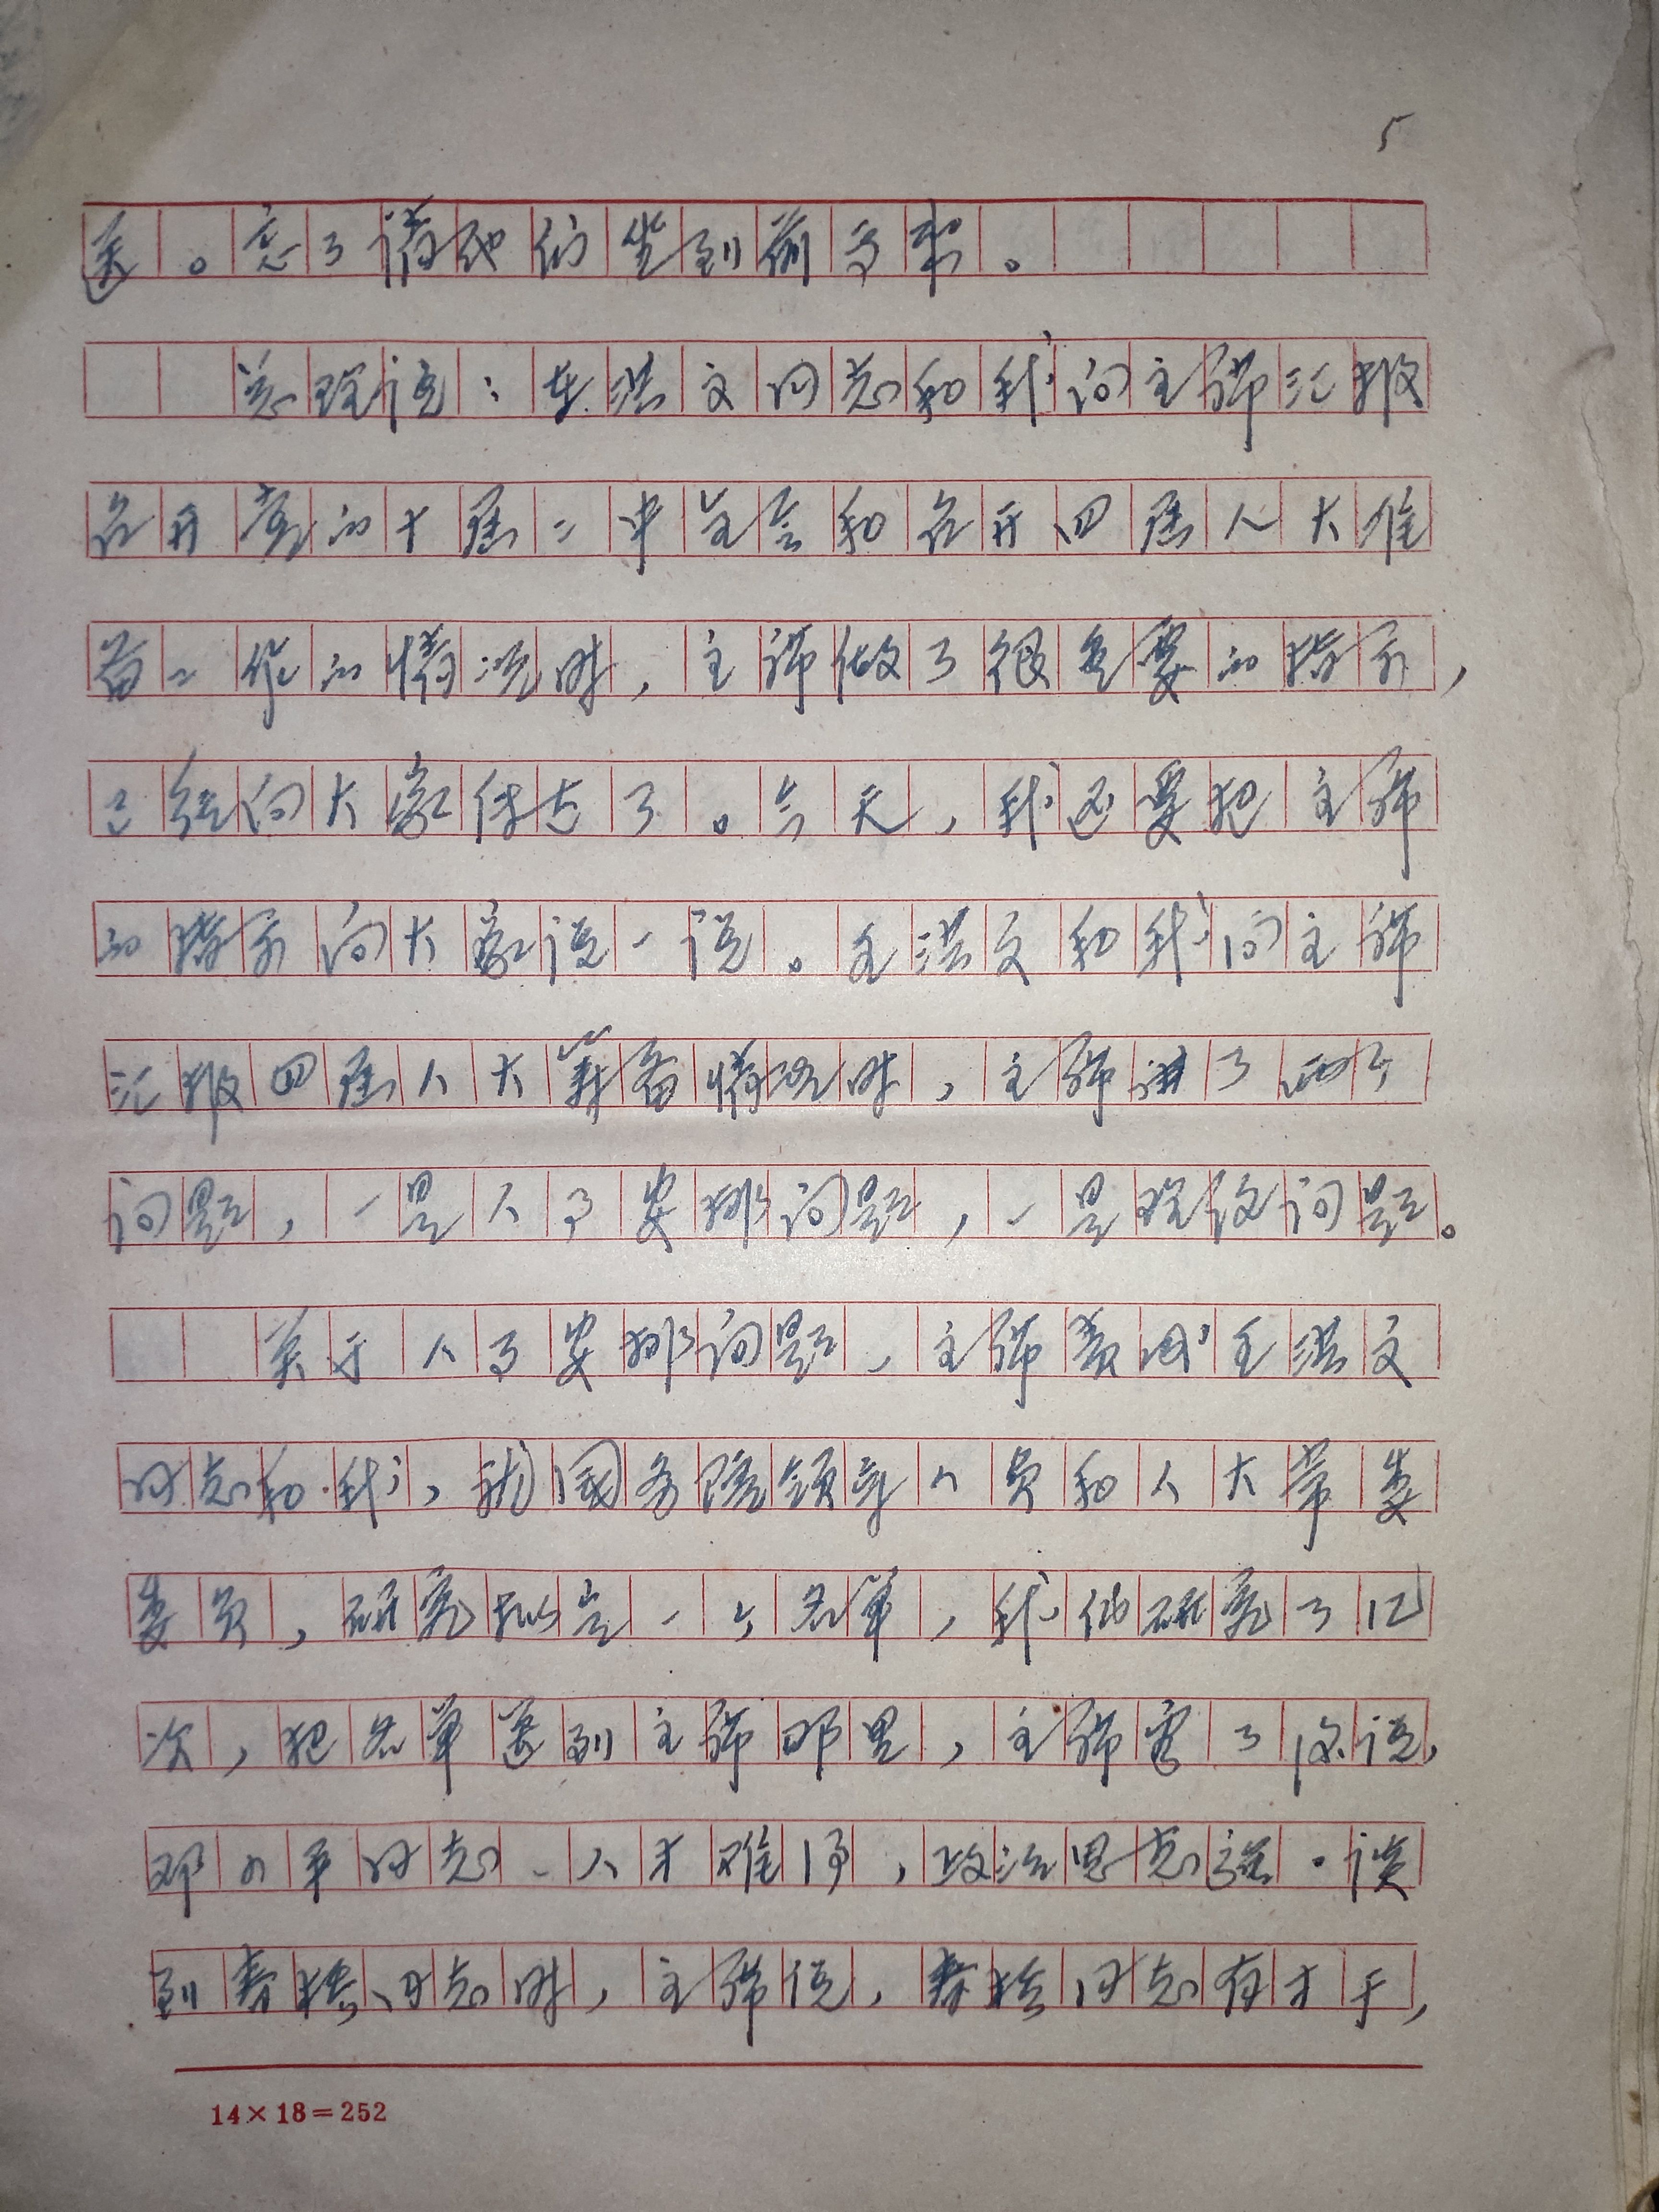 5
送。忘了请他们坐到前方来。
总理说：在洪文同志和我向主席汇报
召开党的十届二中全会和召开四届人大准
备工作的情况时，主席做了很重要的指示，
已经向大家传达了。今天，我还要把主席
的指示向大家说一说。王洪文和我向主席
汇报四届人大筹备情况时，主席讲了两个
问题，一是人事安排问题，一是理论问题。
关于人事安排问题，主席委托王洪文
同志和我，就国务院领导人员和人大常委
委员，研究拟定一个名单，我们研究了几
次，把名单送到主席那里，主席看了后说，
邓小平同志、人才难得，政治思想强。谈
到春桥同志时，主席说，春桥同志有才干，
14×18=252